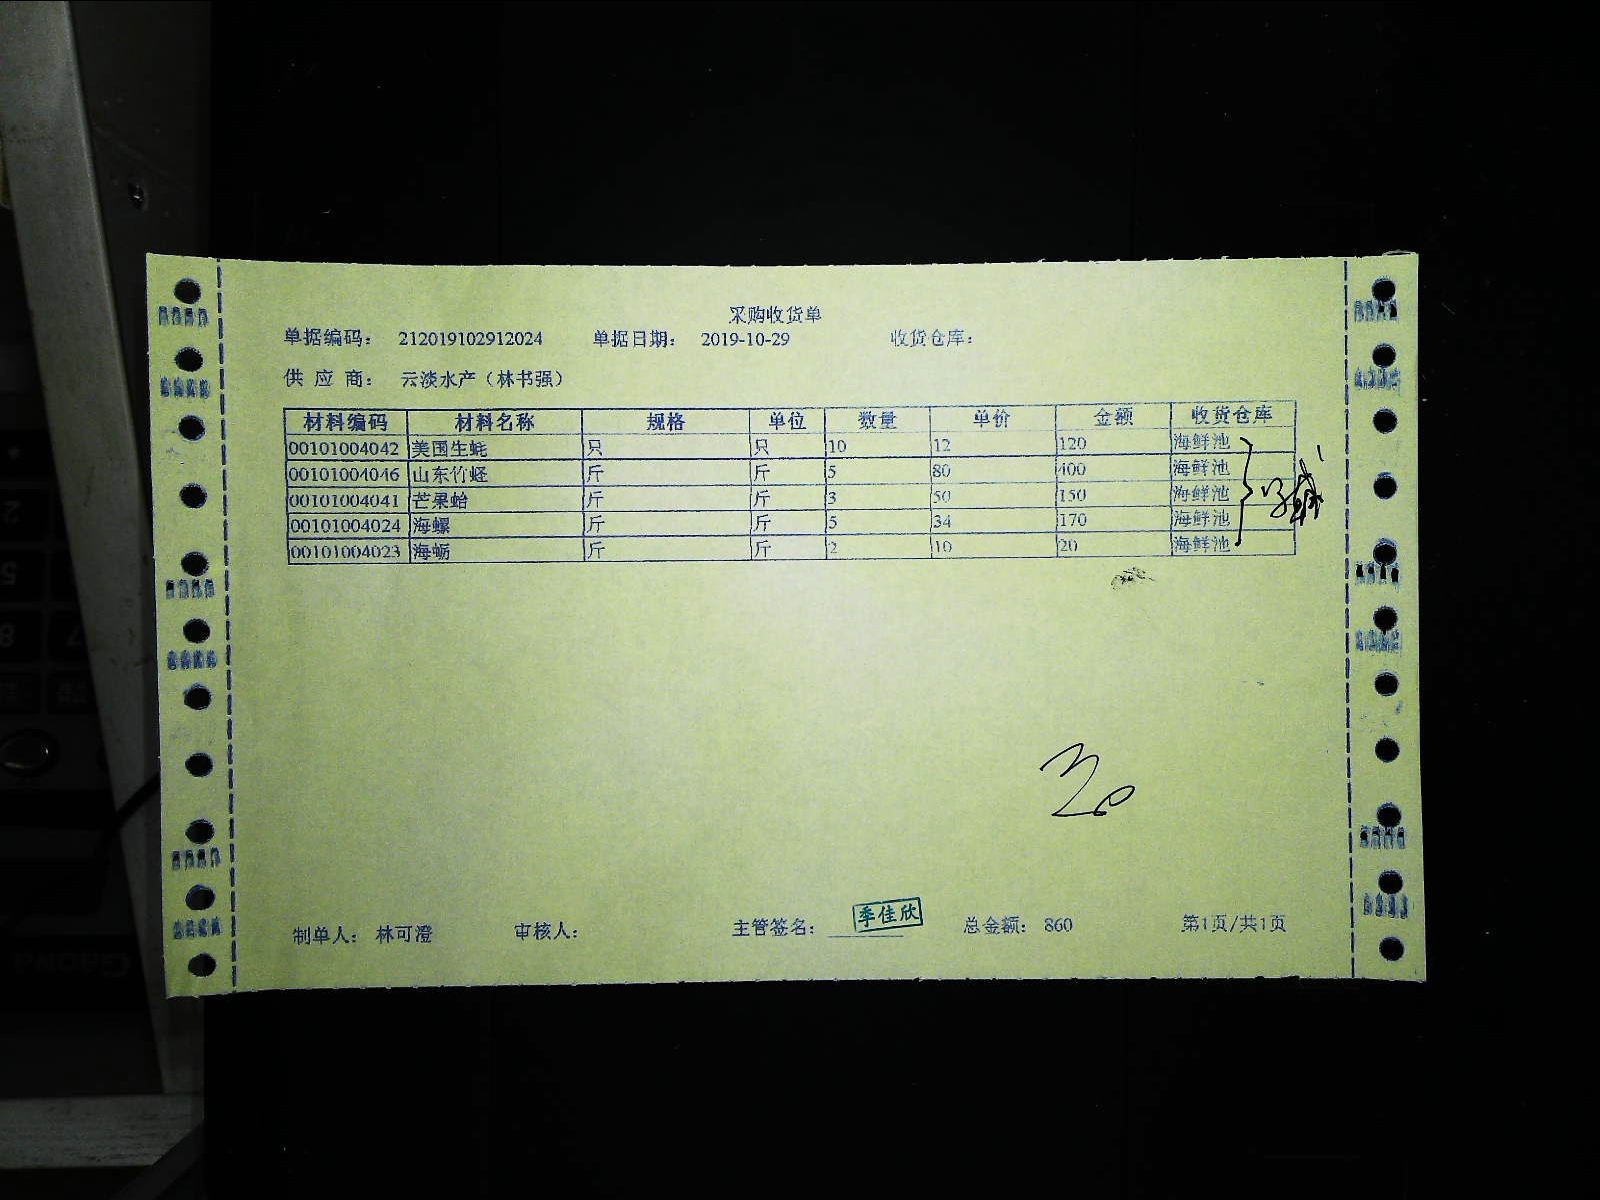 采购收货单
单据编码： 212019102912024 单据日期： 2019-10-29 收货仓库：
供 应 商： 云淡水产（林书强）
材料编码 材料名称 规格 单位 数量 单价 金额 收货仓库
00101004042 美国生蚝 只 只 10 12 120 海鲜池
00101004046 山东竹蛏 斤 斤 5 80 400 海鲜池
00101004041 芒果蛤 斤 斤 3 50 150 海鲜池
00101004024 海螺 斤 斤 5 34 170 海鲜池
00101004023 海蛎 斤 斤 2 10 20 海鲜池
制单人： 林可澄 审核人： 主管签名： 季佳欣 总金额： 860 第1页/共1页